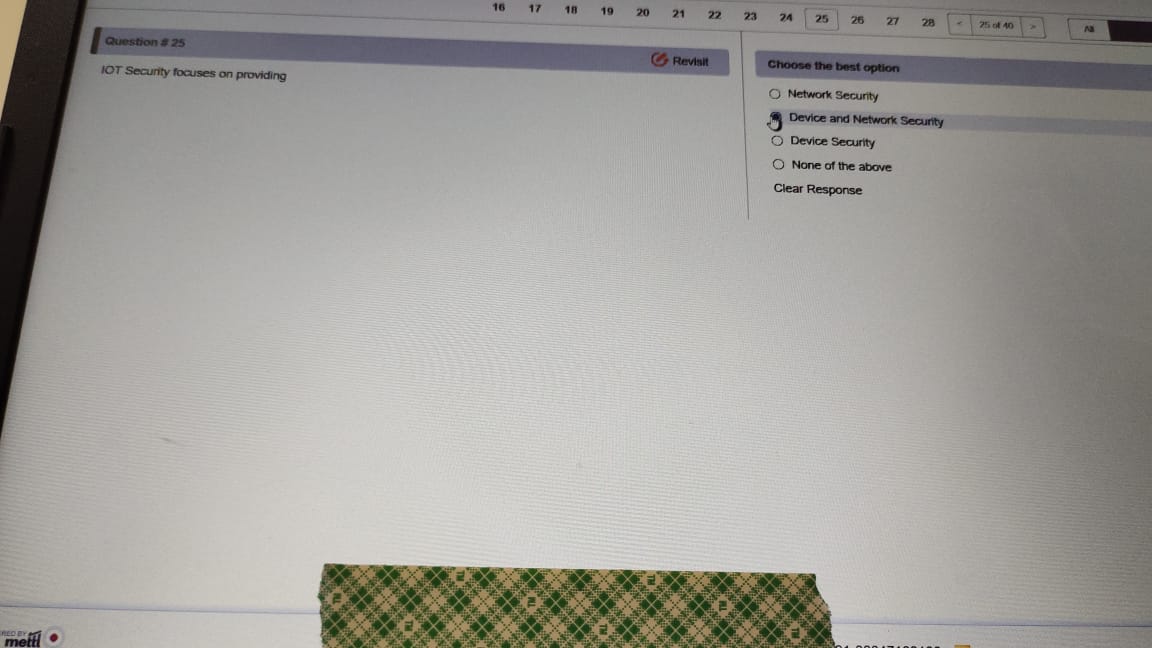 16 17 18 19 20 21 22 23 24 25 26 27 28 < 25 of 40 > All
Question # 25
Revisit
IOT Security focuses on providing
Choose the best option
Network Security
Device and Network Security
Device Security
None of the above
Clear Response
mettl